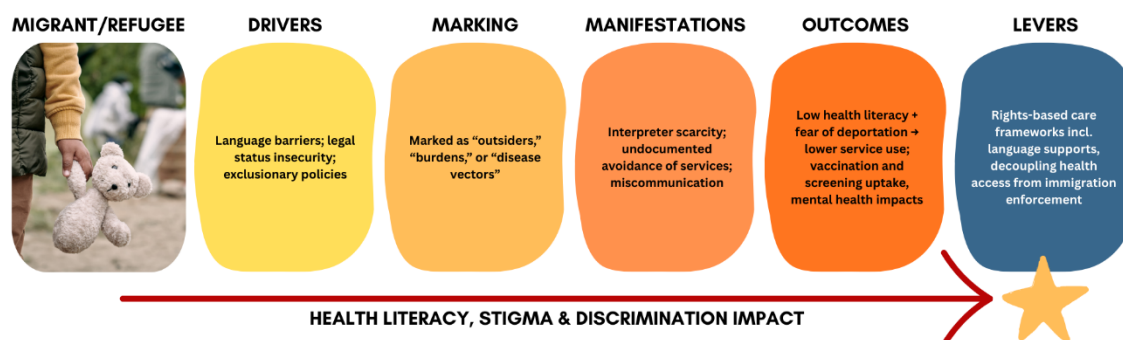 MIGRANT/REFUGEE
DRIVERS
MARKING
MANIFESTATIONS
OUTCOMES
LEVERS
Language barriers; legal
status insecurity;
exclusionary policies
Marked as “outsiders,”
“burdens,” or “disease
vectors”
Interpreter scarcity;
undocumented
avoidance of services;
miscommunication
Low health literacy +
fear of deportation →
lower service use;
vaccination and
screening uptake,
mental health impacts
Rights-based care
frameworks incl.
language supports,
decoupling health
access from immigration
enforcement
HEALTH LITERACY, STIGMA & DISCRIMINATION IMPACT